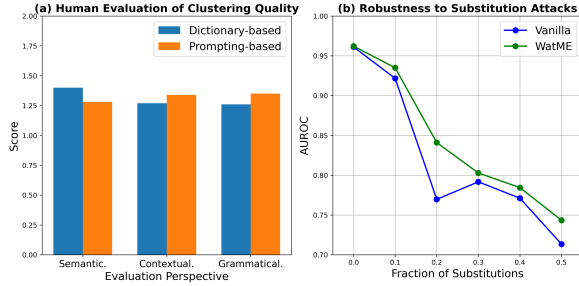 (a) Human Evaluation of Clustering Quality
2.00
1.75
1.50
1.25
1.00
0.75
0.50
0.25
0.00
Score
Dictionary-based
Prompting-based
Semantic. Contextual. Grammatical.
Evaluation Perspective
(b) Robustness to Substitution Attacks
1.00
0.95
0.90
0.85
0.80
0.75
0.70
AUROC
Vanilla
WatME
0.0 0.1 0.2 0.3 0.4 0.5
Fraction of Substitutions